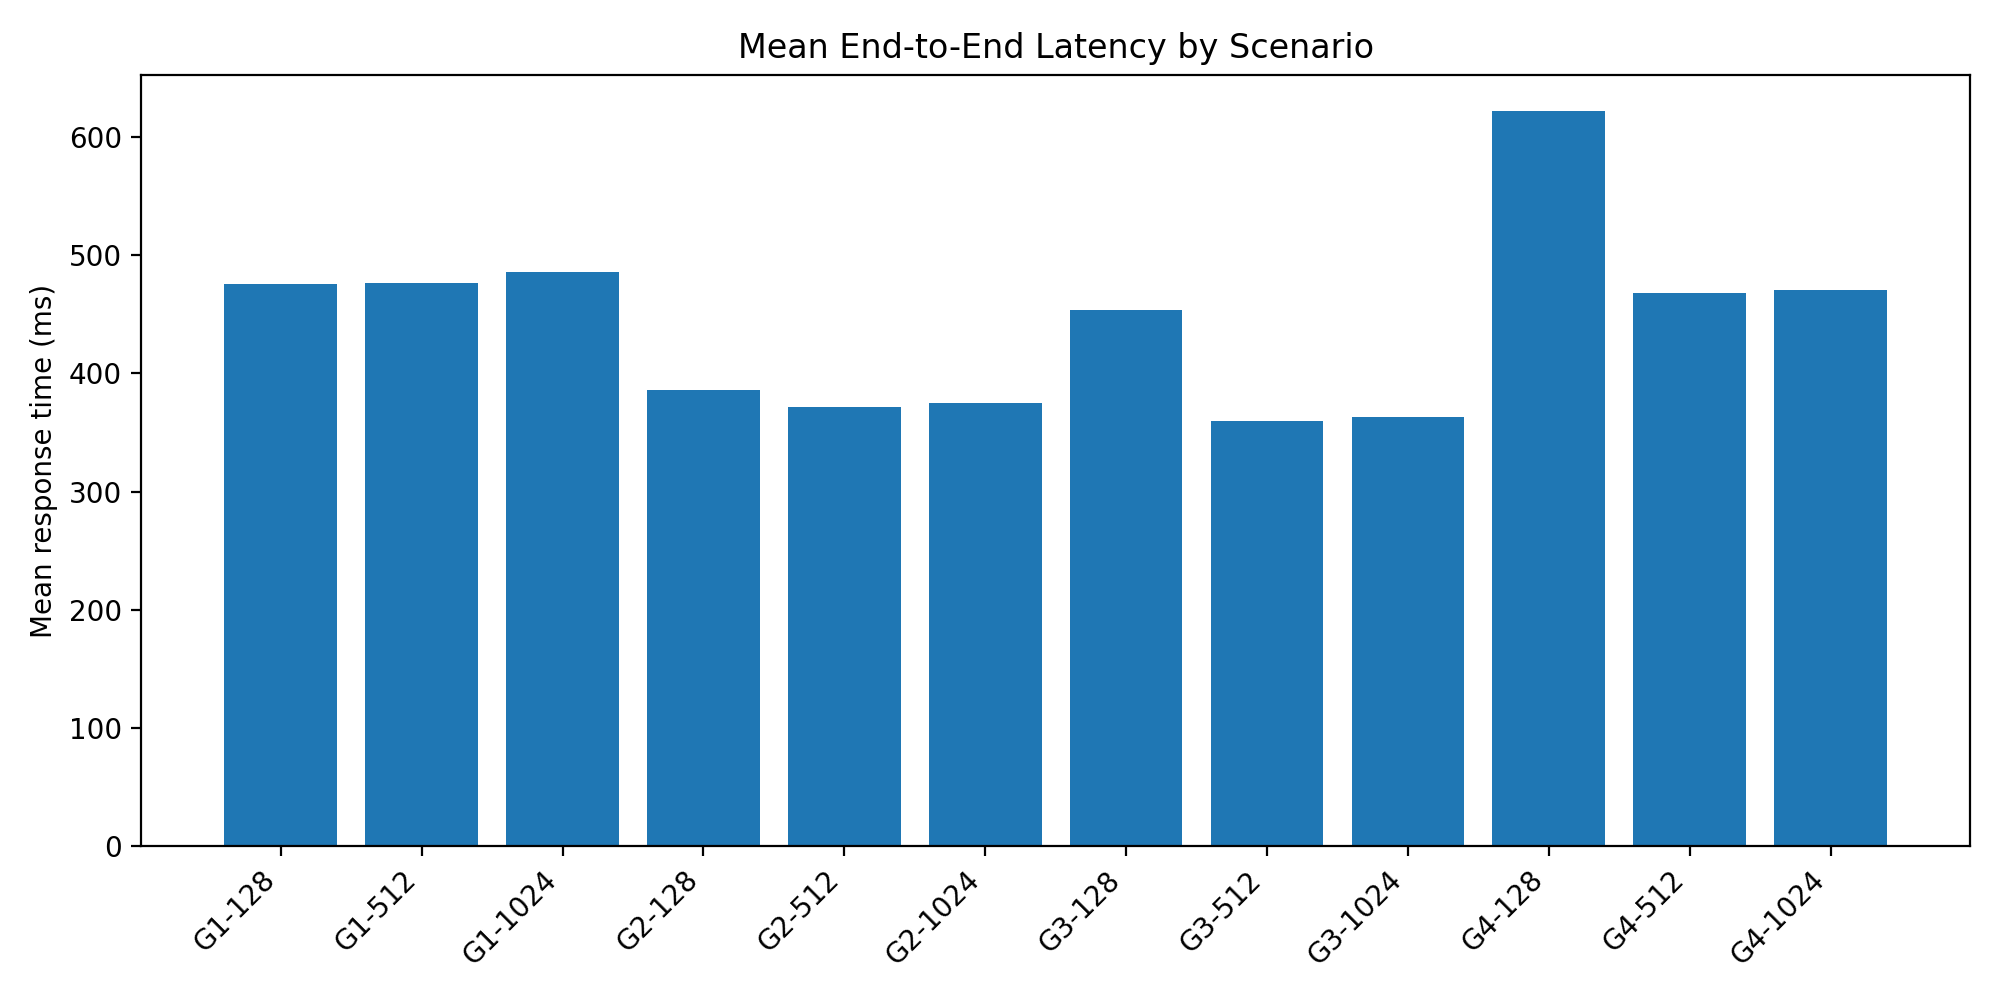 Mean End-to-End Latency by Scenario
Mean response time (ms)
600
500
400
300
200
100
0
G1-128
G1-512
G1-1024
G2-128
G2-512
G2-1024
G3-128
G3-512
G3-1024
G4-128
G4-512
G4-1024